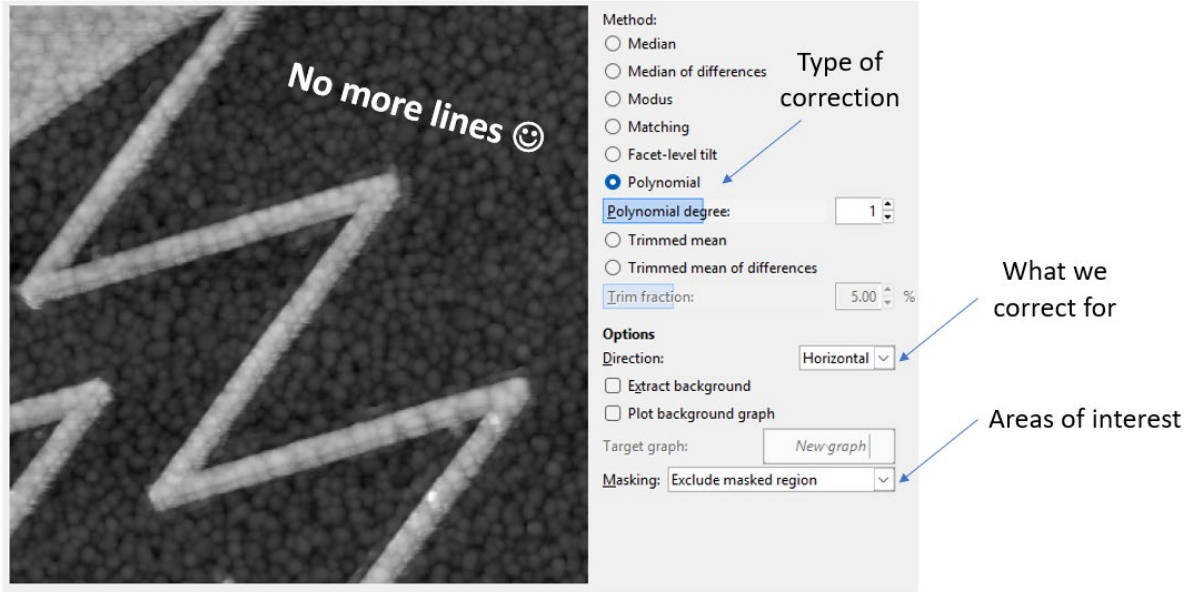 No more lines ☺
Method:
Median
Median of differences
Modus
Matching
Facet-level tilt
Polynomial
Polynomial degree: 1
Trimmed mean
Trimmed mean of differences
Trim fraction: 5.00 %
Options
Direction: Horizontal
Extract background
Plot background graph
Target graph: New graph
Masking: Exclude masked region
Type of
correction
What we
correct for
Areas of interest